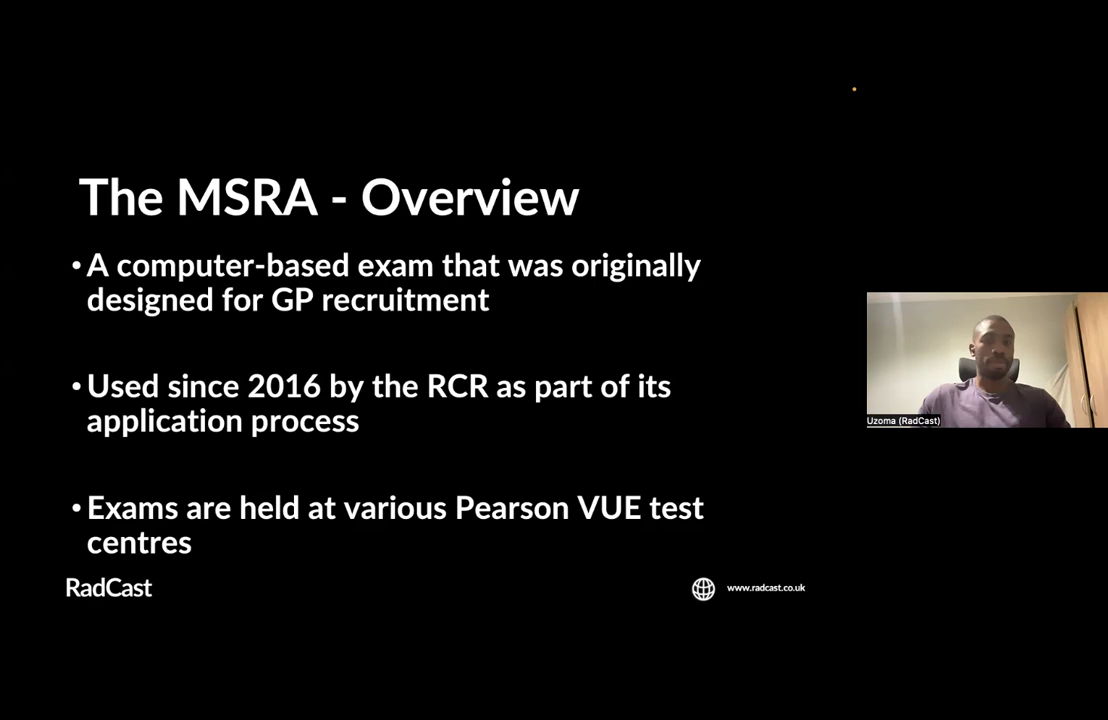 The MSRA - Overview
• A computer-based exam that was originally
designed for GP recruitment
• Used since 2016 by the RCR as part of its
application process
• Exams are held at various Pearson VUE test
centres
RadCast
www.radcast.co.uk
Uzoma (RadCast)